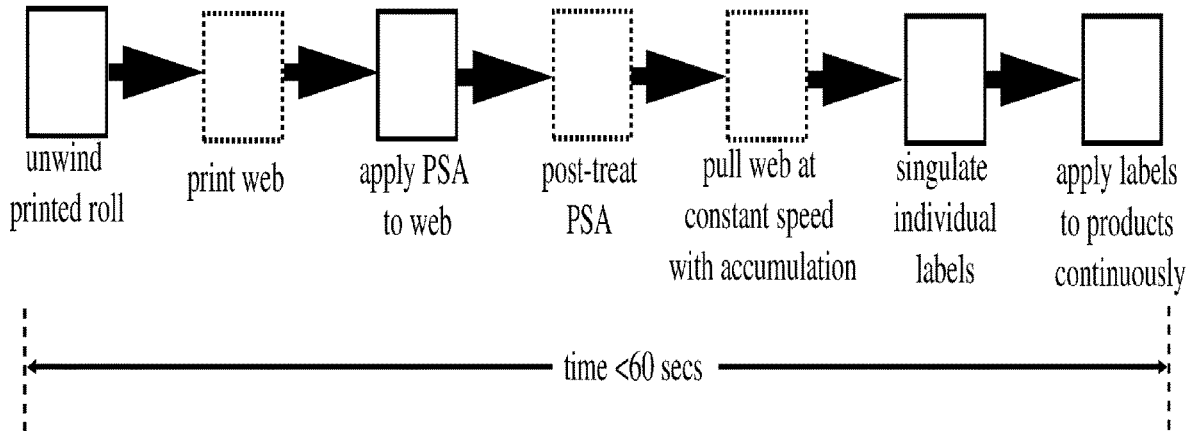 unwind
printed roll
print web
apply PSA
to web
post-treat
PSA
pull web at
constant speed
with accumulation
singulate
individual
labels
apply labels
to products
continuously
time <60 secs